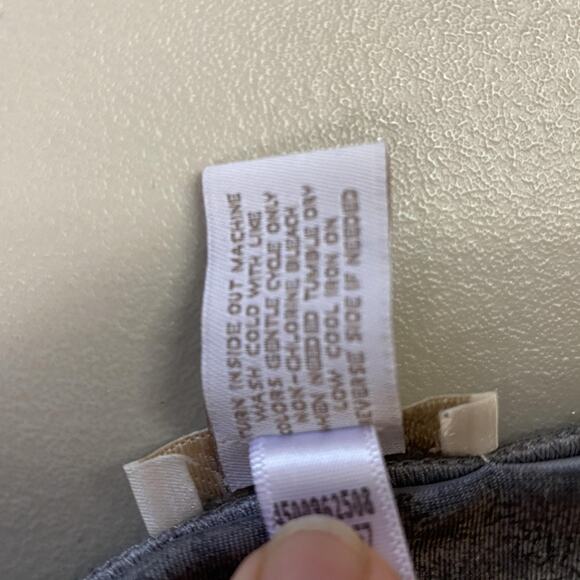 TURN INSIDE OUT MACHINE
WASH COLD WITH LIKE
COLORS GENTLE CYCLE ONLY
NON-CHLORINE BLEACH
WHEN NEEDED TUMBLE DRY
LOW COOL IRON ON
REVERSE SIDE IF NEEDED
4500962508